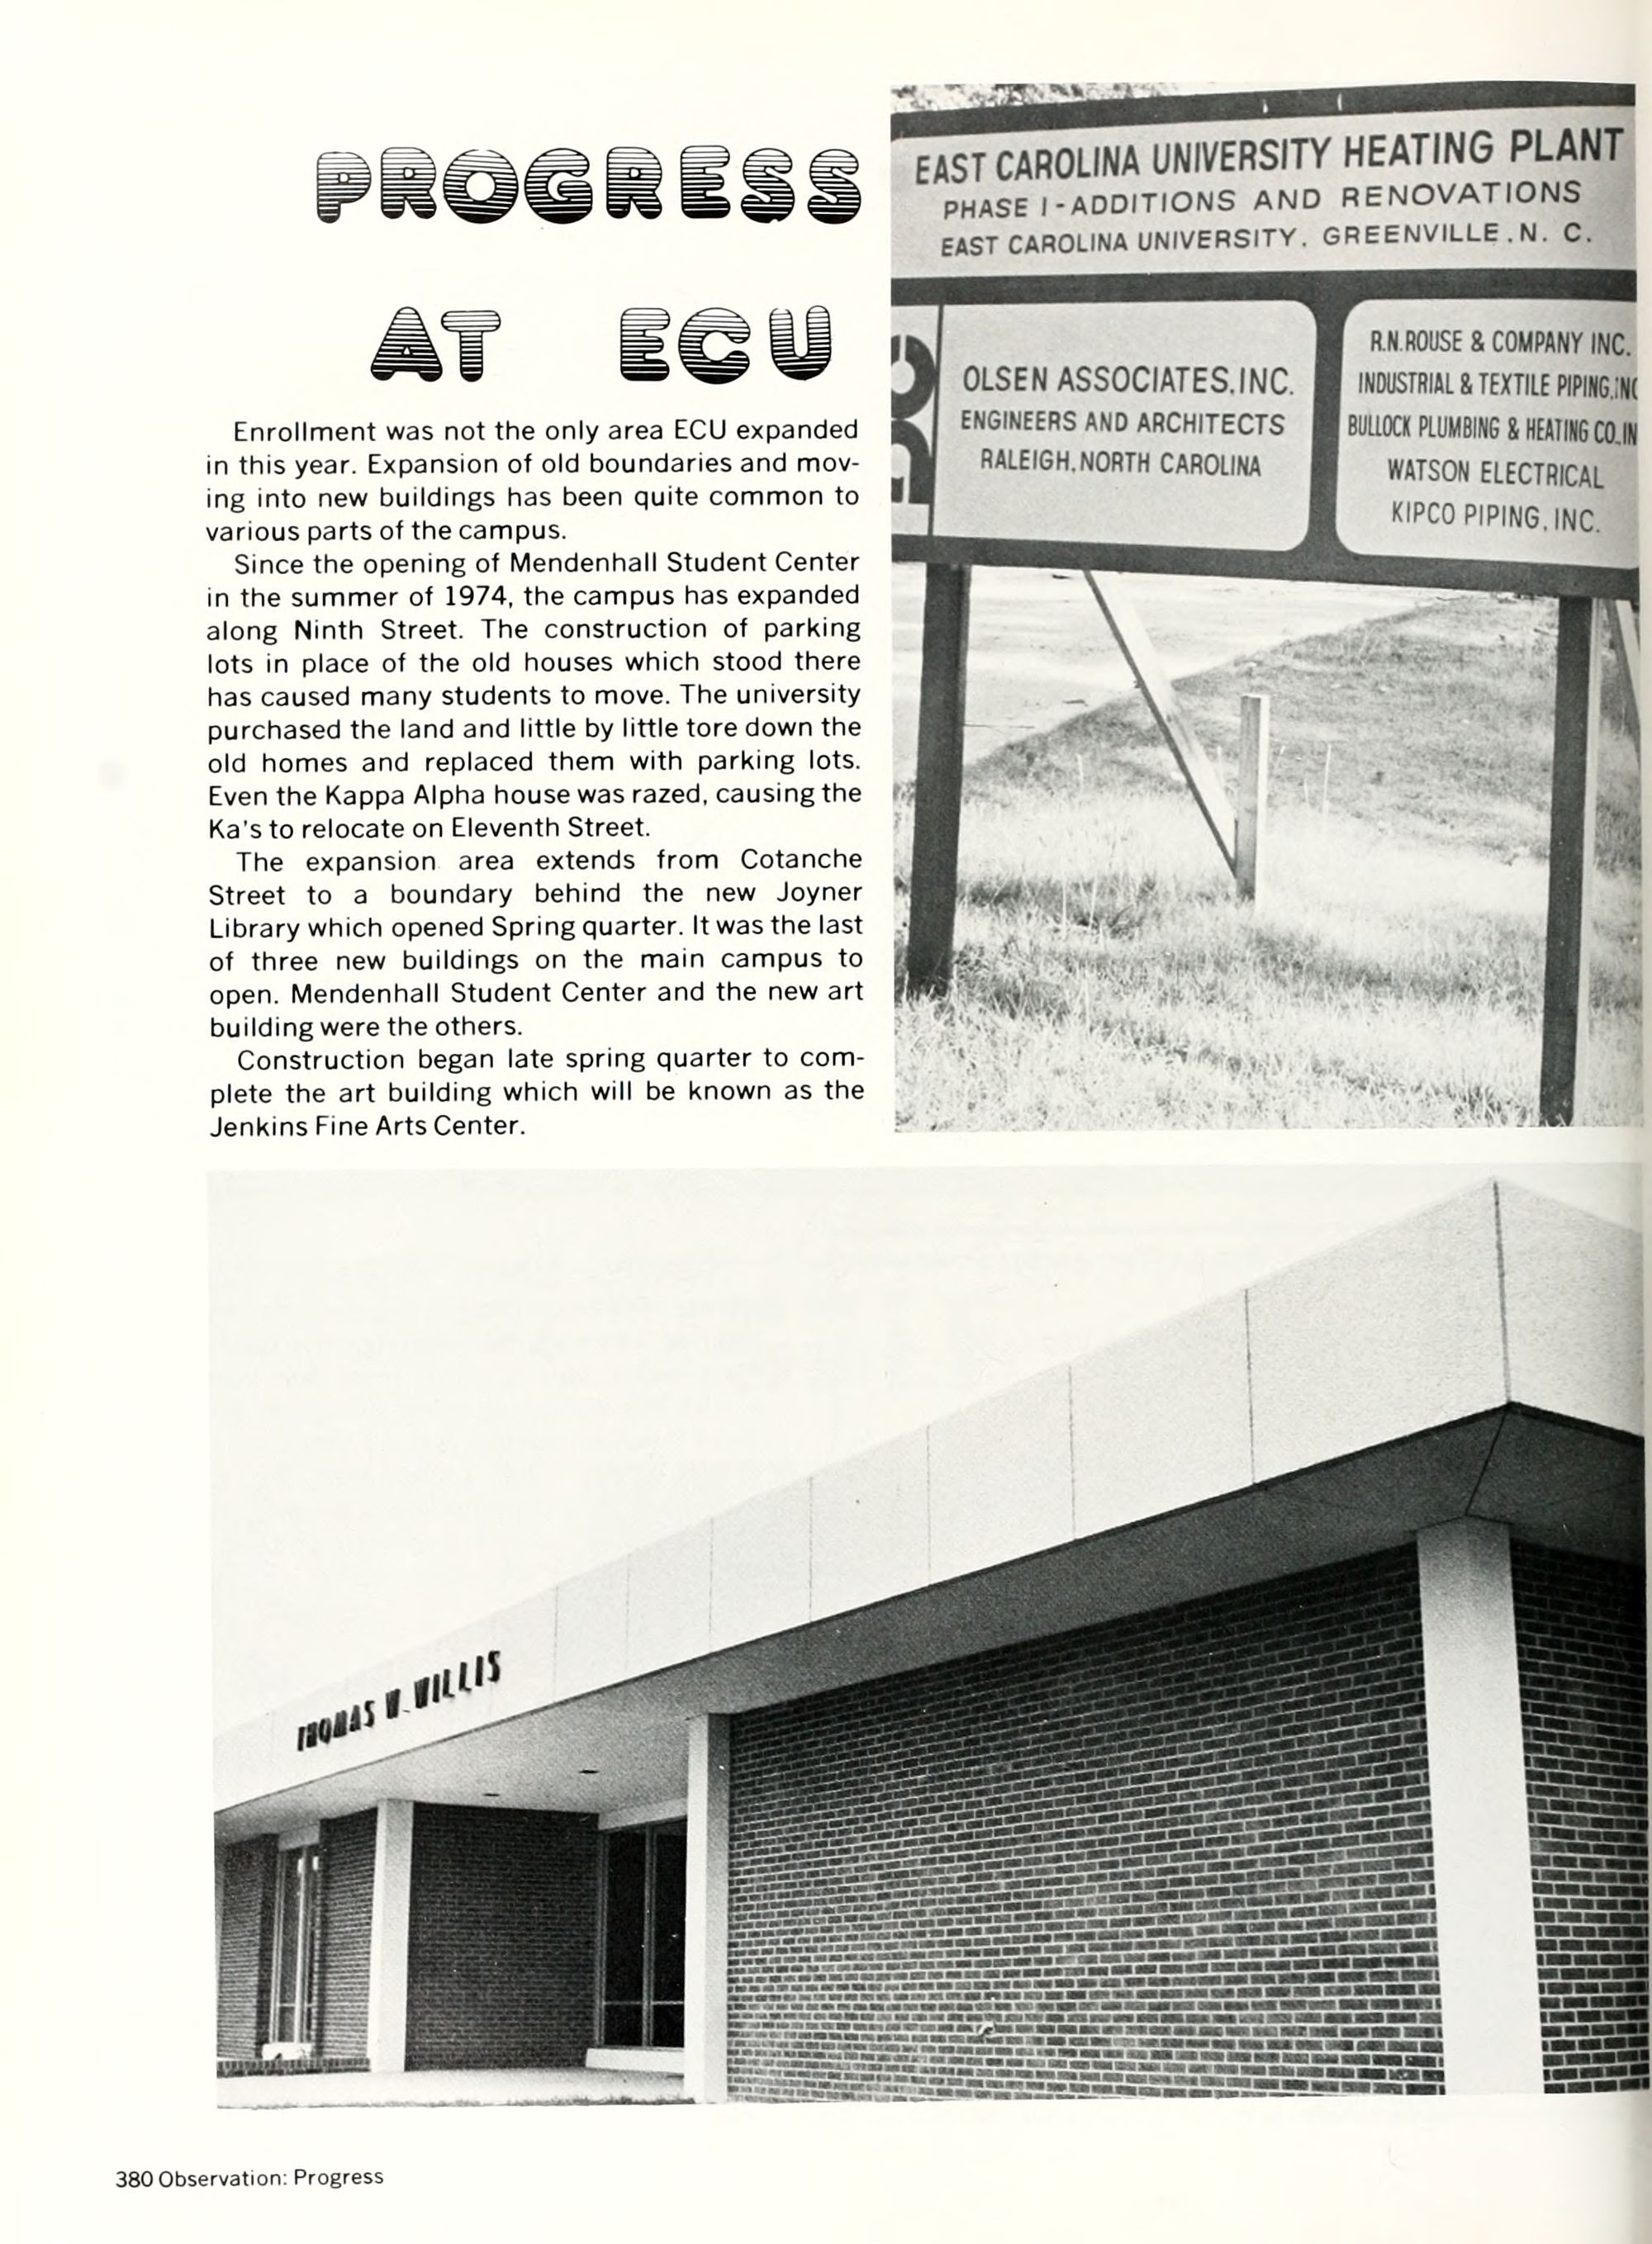 PROGRESS
AT ECU
Enrollment was not the only area ECU expanded
in this year. Expansion of old boundaries and mov-
ing into new buildings has been quite common to
various parts of the campus.
Since the opening of Mendenhall Student Center
in the summer of 1974, the campus has expanded
along Ninth Street. The construction of parking
lots in place of the old houses which stood there
has caused many students to move. The university
purchased the land and little by little tore down the
old homes and replaced them with parking lots.
Even the Kappa Alpha house was razed, causing the
Ka's to relocate on Eleventh Street.
The expansion area extends from Cotanche
Street to a boundary behind the new Joyner
Library which opened Spring quarter. It was the last
of three new buildings on the main campus to
open. Mendenhall Student Center and the new art
building were the others.
Construction began late spring quarter to com-
plete the art building which will be known as the
Jenkins Fine Arts Center.
EAST CAROLINA UNIVERSITY HEATING PLANT
PHASE I - ADDITIONS AND RENOVATIONS
EAST CAROLINA UNIVERSITY, GREENVILLE, N. C.
OLSEN ASSOCIATES, INC.
ENGINEERS AND ARCHITECTS
RALEIGH, NORTH CAROLINA
R.N. ROUSE & COMPANY INC.
INDUSTRIAL & TEXTILE PIPING, INC
BULLOCK PLUMBING & HEATING CO., IN
WATSON ELECTRICAL
KIPCO PIPING, INC.
THOMAS W. WILLIS
380 Observation: Progress